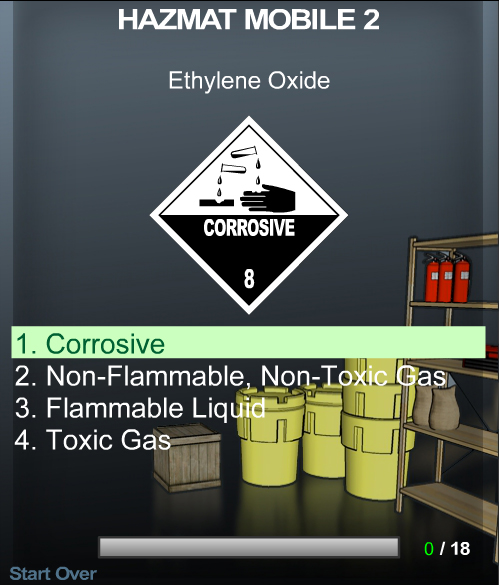 HAZMAT MOBILE 2
Ethylene Oxide
CORROSIVE
8
1. Corrosive
2. Non-Flammable, Non-Toxic Gas
3. Flammable Liquid
4. Toxic Gas
0 / 18
Start Over